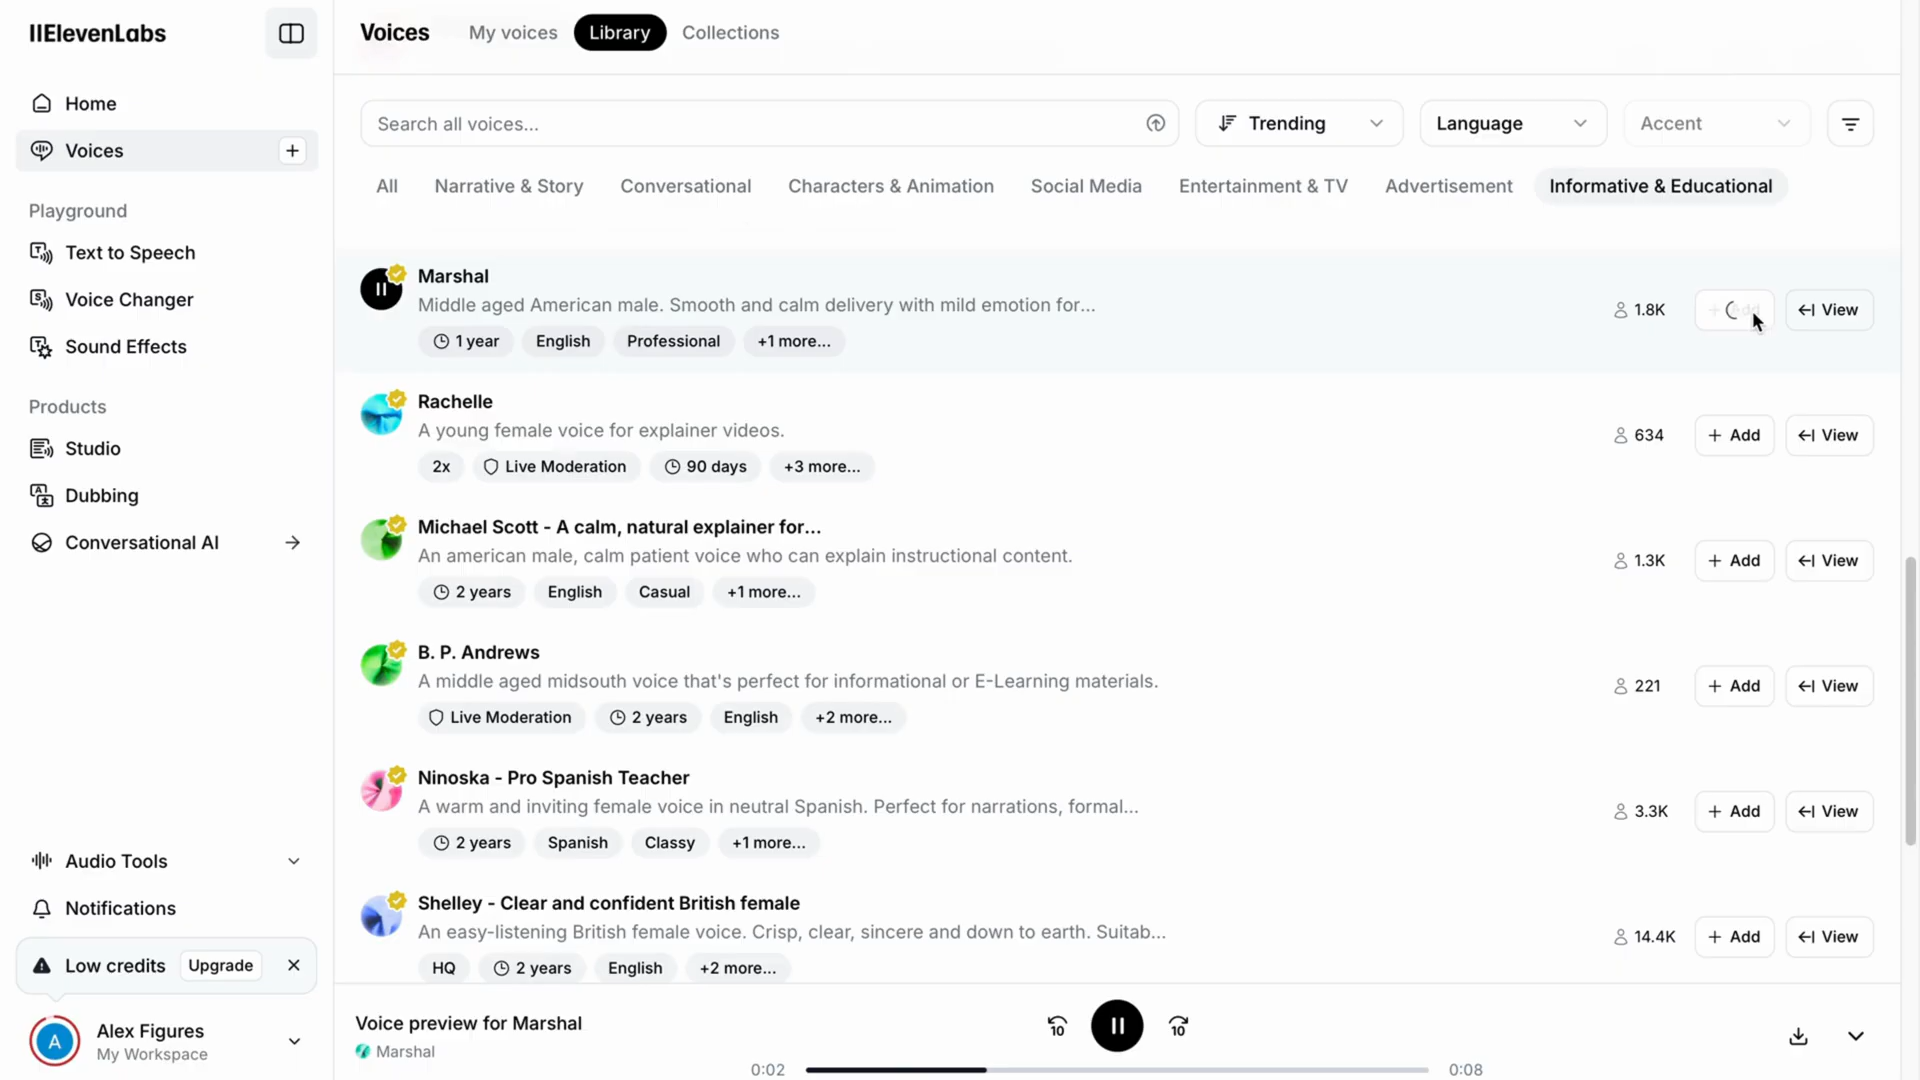 IIElevenLabs
Home
Voices
Playground
Text to Speech
Voice Changer
Sound Effects
Products
Studio
Dubbing
Conversational AI
Audio Tools
Notifications
Low credits Upgrade
A
Alex Figures
My Workspace
Voices My voices Library Collections
Search all voices... Trending Language Accent
All Narrative & Story Conversational Characters & Animation Social Media Entertainment & TV Advertisement Informative & Educational
Marshal
Middle aged American male. Smooth and calm delivery with mild emotion for...
1 year English Professional +1 more...
1.8K View
Rachelle
A young female voice for explainer videos.
2x Live Moderation 90 days +3 more...
634 + Add View
Michael Scott - A calm, natural explainer for...
An american male, calm patient voice who can explain instructional content.
2 years English Casual +1 more...
1.3K + Add View
B. P. Andrews
A middle aged midsouth voice that's perfect for informational or E-Learning materials.
Live Moderation 2 years English +2 more...
221 + Add View
Ninoska - Pro Spanish Teacher
A warm and inviting female voice in neutral Spanish. Perfect for narrations, formal...
2 years Spanish Classy +1 more...
3.3K + Add View
Shelley - Clear and confident British female
An easy-listening British female voice. Crisp, clear, sincere and down to earth. Suitab...
HQ 2 years English +2 more...
14.4K + Add View
Voice preview for Marshal
Marshal
10 10
0:02 0:08